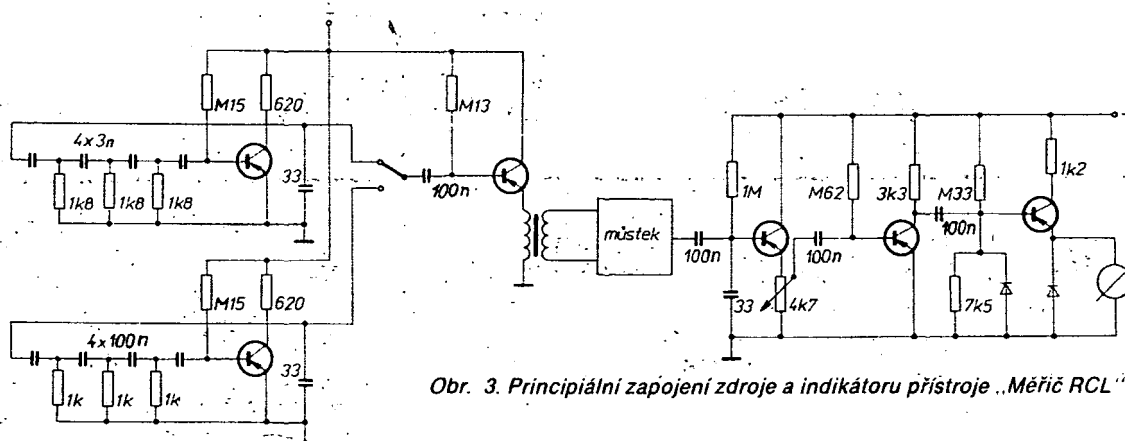 M15
620
M13
4x3n
1k8
1k8
1k8
33
100n
M15
620
4x100n
1k
1k
1k
33
můstek
100n
1M
33
4k7
100n
M62
3k3
100n
M33
7k5
1k2
Obr. 3. Principiální zapojení zdroje a indikátoru přístroje „Měřič RCL“